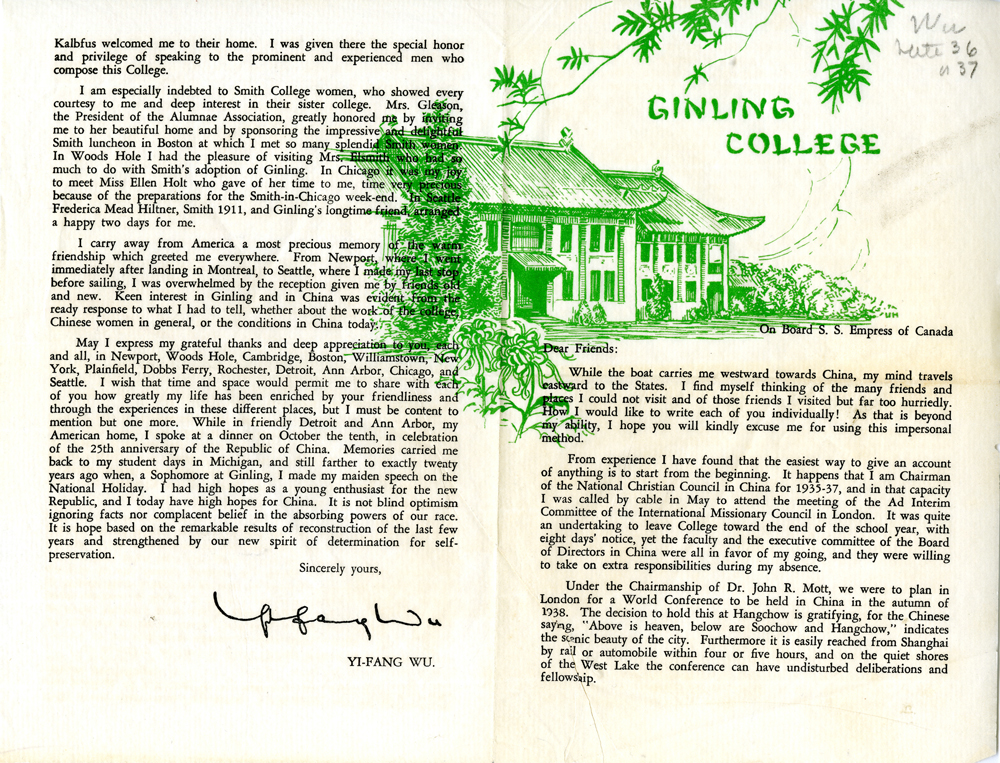 Kalbfus welcomed me to their home. I was given there the special honor
and privilege of speaking to the prominent and experienced men who
compose this College.
I am especially indebted to Smith College women, who showed every
courtesy to me and deep interest in their sister college. Mrs. Gleason,
the President of the Alumnae Association, greatly honored me by inviting
me to her beautiful home and by sponsoring the impressive and delightful
Smith luncheon in Boston at which I met so many splendid Smith women.
In Woods Hole I had the pleasure of visiting Mrs. Elsmith who had so
much to do with Smith's adoption of Ginling. In Chicago it was my joy
to meet Miss Ellen Holt who gave of her time to me, time very precious
because of the preparations for the Smith-in-Chicago week-end. In Seattle
Frederica Mead Hiltner, Smith 1911, and Ginling's longtime friend, arranged
a happy two days for me.
I carry away from America a most precious memory of the warm
friendship which greeted me everywhere. From Newport, where I went
immediately after landing in Montreal, to Seattle, where I made my last stop
before sailing, I was overwhelmed by the reception given me by friends old
and new. Keen interest in Ginling and in China was evident from the
ready response to what I had to tell, whether about the work of the college,
Chinese women in general, or the conditions in China today.
May I express my grateful thanks and deep appreciation to you, each
and all, in Newport, Woods Hole, Cambridge, Boston, Williamstown, New
York, Plainfield, Dobbs Ferry, Rochester, Detroit, Ann Arbor, Chicago, and
Seattle. I wish that time and space would permit me to share with each
of you how greatly my life has been enriched by your friendliness and
through the experiences in these different places, but I must be content to
mention but one more. While in friendly Detroit and Ann Arbor, my
American home, I spoke at a dinner on October the tenth, in celebration
of the 25th anniversary of the Republic of China. Memories carried me
back to my student days in Michigan, and still farther to exactly twenty
years ago when, a Sophomore at Ginling, I made my maiden speech on the
National Holiday. I had high hopes as a young enthusiast for the new
Republic, and I today have high hopes for China. It is not blind optimism
ignoring facts nor complacent belief in the absorbing powers of our race.
It is hope based on the remarkable results of reconstruction of the last few
years and strengthened by our new spirit of determination for self-
preservation.
Sincerely yours,
Yifang Wu
YI-FANG WU.
Wu
36
37
GINLING
COLLEGE
UM
On Board S. S. Empress of Canada
Dear Friends:
While the boat carries me westward towards China, my mind travels
eastward to the States. I find myself thinking of the many friends and
places I could not visit and of those friends I visited but far too hurriedly.
How I would like to write each of you individually! As that is beyond
my ability, I hope you will kindly excuse me for using this impersonal
method.
From experience I have found that the easiest way to give an account
of anything is to start from the beginning. It happens that I am Chairman
of the National Christian Council in China for 1935-37, and in that capacity
I was called by cable in May to attend the meeting of the Ad Interim
Committee of the International Missionary Council in London. It was quite
an undertaking to leave College toward the end of the school year, with
eight days' notice, yet the faculty and the executive committee of the Board
of Directors in China were all in favor of my going, and they were willing
to take on extra responsibilities during my absence.
Under the Chairmanship of Dr. John R. Mott, we were to plan in
London for a World Conference to be held in China in the autumn of
1938. The decision to hold this at Hangchow is gratifying, for the Chinese
saying, "Above is heaven, below are Soochow and Hangchow," indicates
the scenic beauty of the city. Furthermore it is easily reached from Shanghai
by rail or automobile within four or five hours, and on the quiet shores
of the West Lake the conference can have undisturbed deliberations and
fellowship.